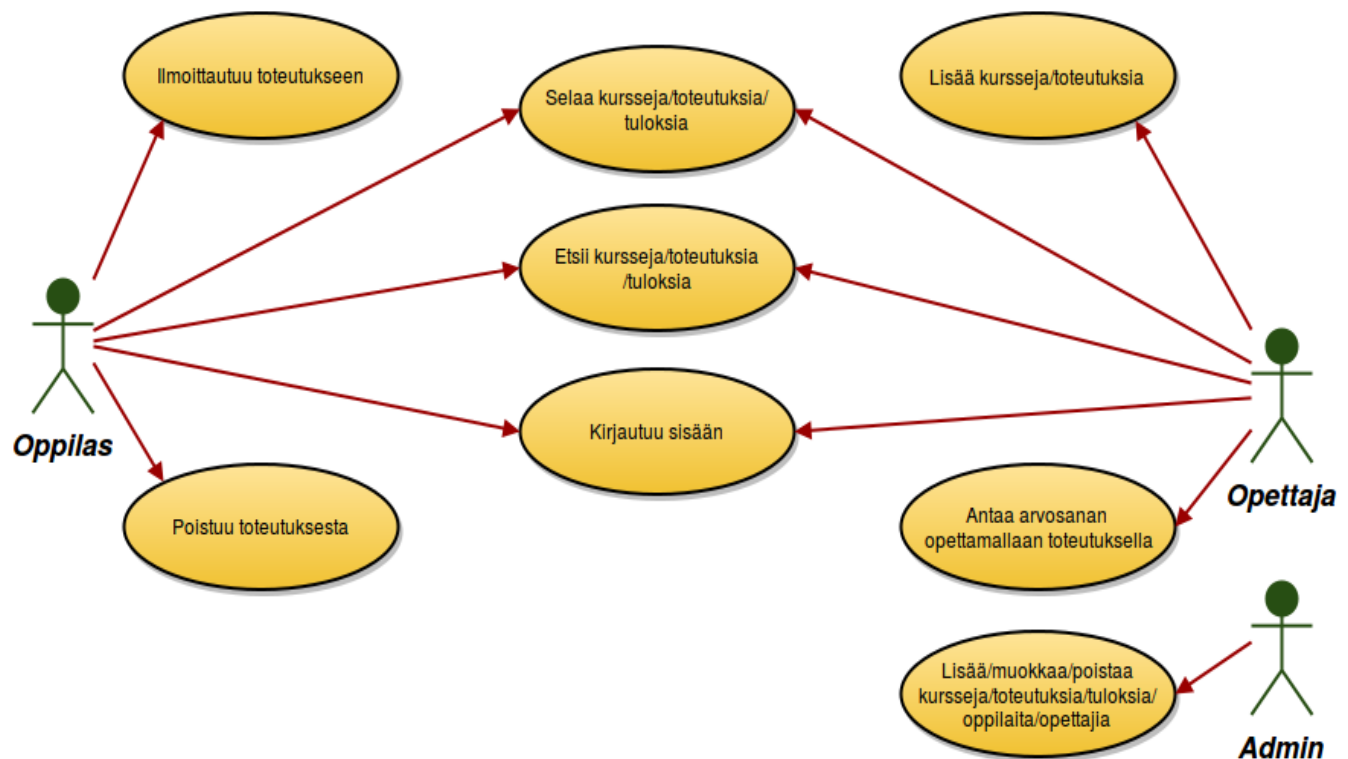 Ilmoittautuu toteutukseen
Selaa kursseja/toteutuksia/
tuloksia
Lisää kursseja/toteutuksia
Etsii kursseja/toteutuksia
/tuloksia
Kirjautuu sisään
Oppilas
Opettaja
Poistuu toteutuksesta
Antaa arvosanan
opettamallaan toteutuksella
Lisää/muokkaa/poistaa
kursseja/toteutuksia/tuloksia/
oppilaita/opettajia
Admin